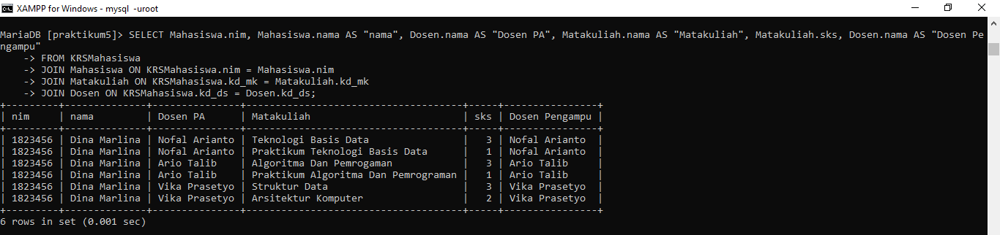 XAMPP for Windows - mysql -uroot
MariaDB [praktikum5]> SELECT Mahasiswa.nim, Mahasiswa.nama AS "nama", Dosen.nama AS "Dosen PA", Matakuliah.nama AS "Matakuliah", Matakuliah.sks, Dosen.nama AS "Dosen Pe
ngampu"
    -> FROM KRSMahasiswa
    -> JOIN Mahasiswa ON KRSMahasiswa.nim = Mahasiswa.nim
    -> JOIN Matakuliah ON KRSMahasiswa.kd_mk = Matakuliah.kd_mk
    -> JOIN Dosen ON KRSMahasiswa.kd_ds = Dosen.kd_ds;
+---------+--------------+---------------+-------------------------------------+-----+----------------+
| nim     | nama         | Dosen PA      | Matakuliah                          | sks | Dosen Pengampu |
+---------+--------------+---------------+-------------------------------------+-----+----------------+
| 1823456 | Dina Marlina | Nofal Arianto | Teknologi Basis Data                |   3 | Nofal Arianto  |
| 1823456 | Dina Marlina | Nofal Arianto | Praktikum Teknologi Basis Data      |   1 | Nofal Arianto  |
| 1823456 | Dina Marlina | Ario Talib    | Algoritma Dan Pemrogaman            |   3 | Ario Talib     |
| 1823456 | Dina Marlina | Ario Talib    | Praktikum Algoritma Dan Pemrograman |   1 | Ario Talib     |
| 1823456 | Dina Marlina | Vika Prasetyo | Struktur Data                       |   3 | Vika Prasetyo  |
| 1823456 | Dina Marlina | Vika Prasetyo | Arsitektur Komputer                 |   2 | Vika Prasetyo  |
+---------+--------------+---------------+-------------------------------------+-----+----------------+
6 rows in set (0.001 sec)